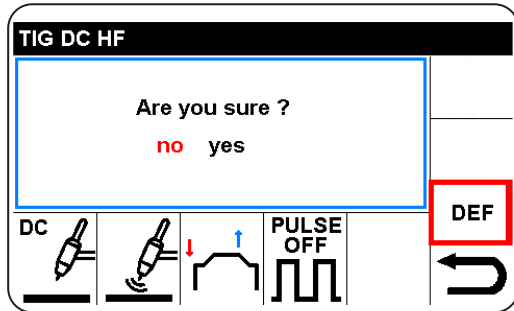 TIG DC HF
Are you sure ?
no yes
DEF
DC
PULSE
OFF